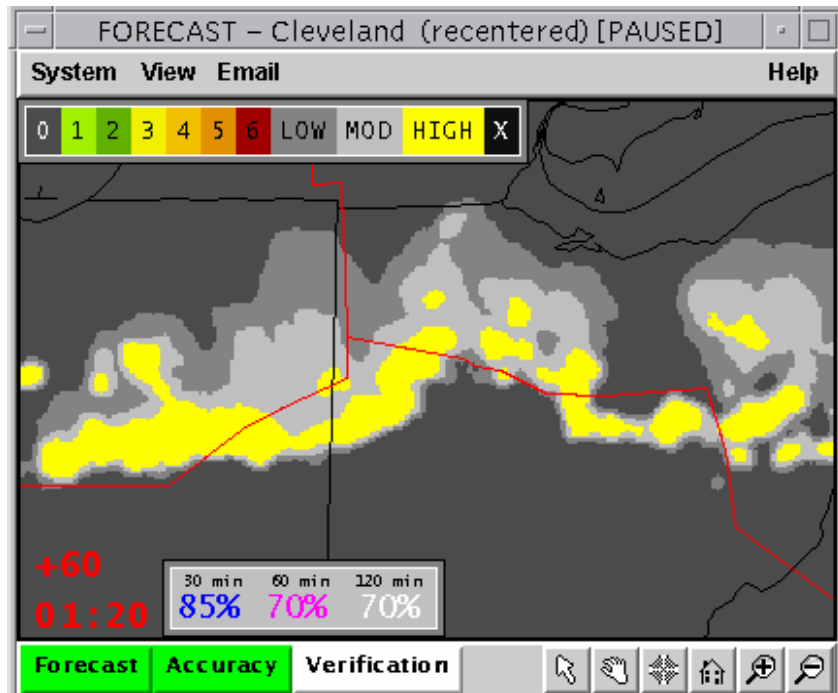 FORECAST – Cleveland (recentered) [PAUSED]
System View Email Help
0 1 2 3 4 5 6 LOW MOD HIGH X
+60
30 min 60 min 120 min
01:20 85% 70% 70%
Forecast Accuracy Verification